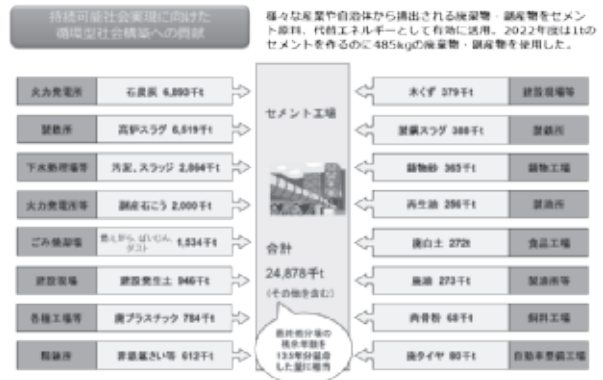 持続可能社会実現に向けた
循環型社会構築への貢献
様々な産業や自治体から排出される廃棄物・副産物をセメン
ト原料、代替エネルギーとして有効に活用。2022年度は1tの
セメントを作るのに485kgの廃棄物・副産物を使用した。
火力発電所 石炭灰 6,893千t
製鉄所 高炉スラグ 6,519千t
下水処理場等 汚泥、スラッジ 2,864千t
火力発電所等 副産石こう 2,000千t
ごみ焼却場 燃えがら、ばいじん、
ダスト 1,534千t
建設現場 建設発生土 946千t
各種工場等 廃プラスチック 784千t
精錬所 非鉄鉱さい等 612千t
セメント工場
合計
24,878千t
(その他を含む)
最終処分場の
残余年数を
延命
した量に相当
木くず 379千t 建設現場等
製鋼スラグ 388千t 製鉄所
鋳物砂 365千t 鋳物工場
再生油 256千t 製油所
廃白土 272t 食品工場
廃油 273千t 製油所等
肉骨粉 68千t 飼料工場
廃タイヤ 80千t 自動車整備工場